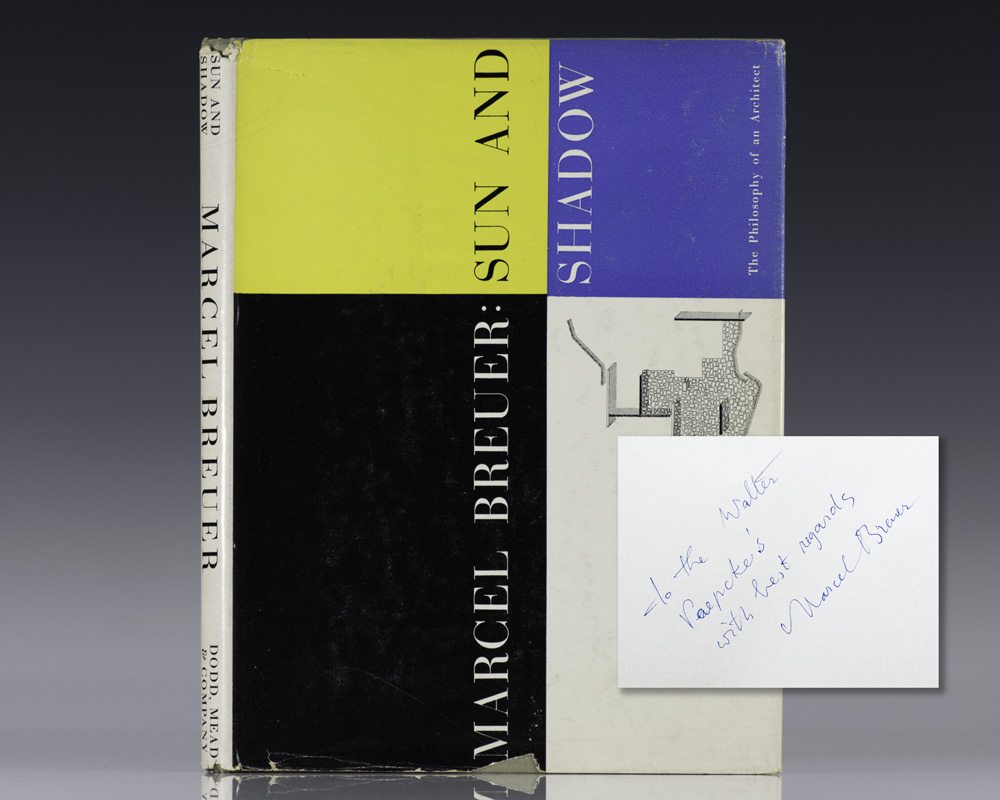 SUN AND
SHADOW
MARCEL BREUER
DODD, MEAD
& COMPANY
MARCEL BREUER: SUN AND
SHADOW
The Philosophy of an Architect
to the Walter
Paepcke's
with best regards
Marcel Breuer